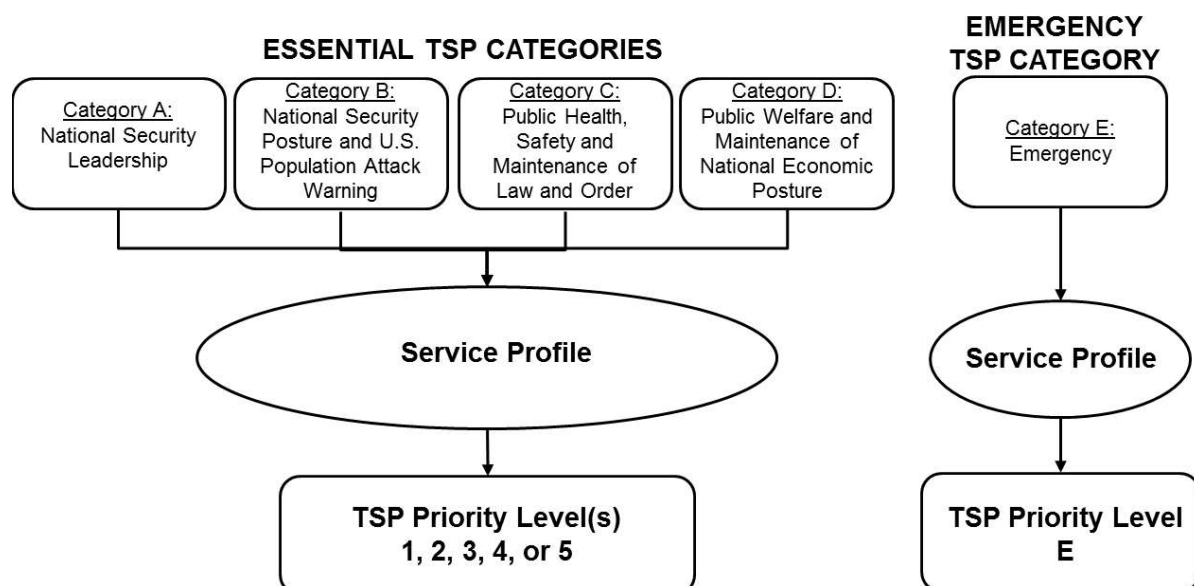 ESSENTIAL TSP CATEGORIES
Category A:
National Security
Leadership
Category B:
National Security
Posture and U.S.
Population Attack
Warning
Category C:
Public Health,
Safety and
Maintenance of
Law and Order
Category D:
Public Welfare and
Maintenance of
National Economic
Posture
Service Profile
TSP Priority Level(s)
1, 2, 3, 4, or 5
EMERGENCY
TSP CATEGORY
Category E:
Emergency
Service Profile
TSP Priority Level
E